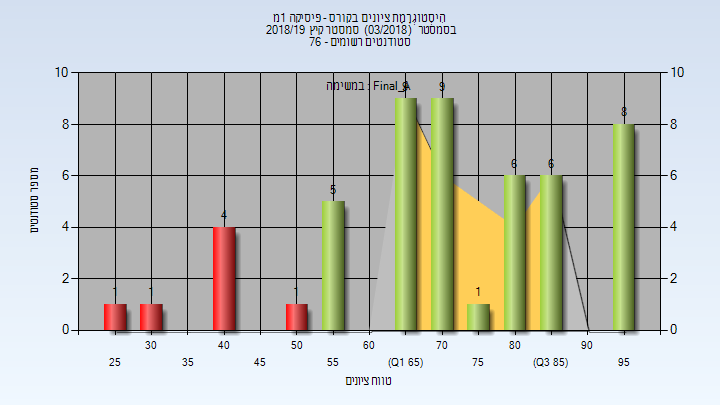 הִיסְטוֹגְרָמַת ציונים בקורס - פיסיקה 1מ
בסמסטר (03/2018) סמסטר קיץ 2018/19
סטודנטים רשומים - 76
במשימה : Final_A
מספר סטודנטים
10 10
8 8
6 6
4 4
2 2
0 0
1 1 4 1 5 9 9 1 6 6 8
30 40 50 60 70 80 90
25 35 45 55 (Q1 65) 75 (Q3 85) 95
טווח ציונים